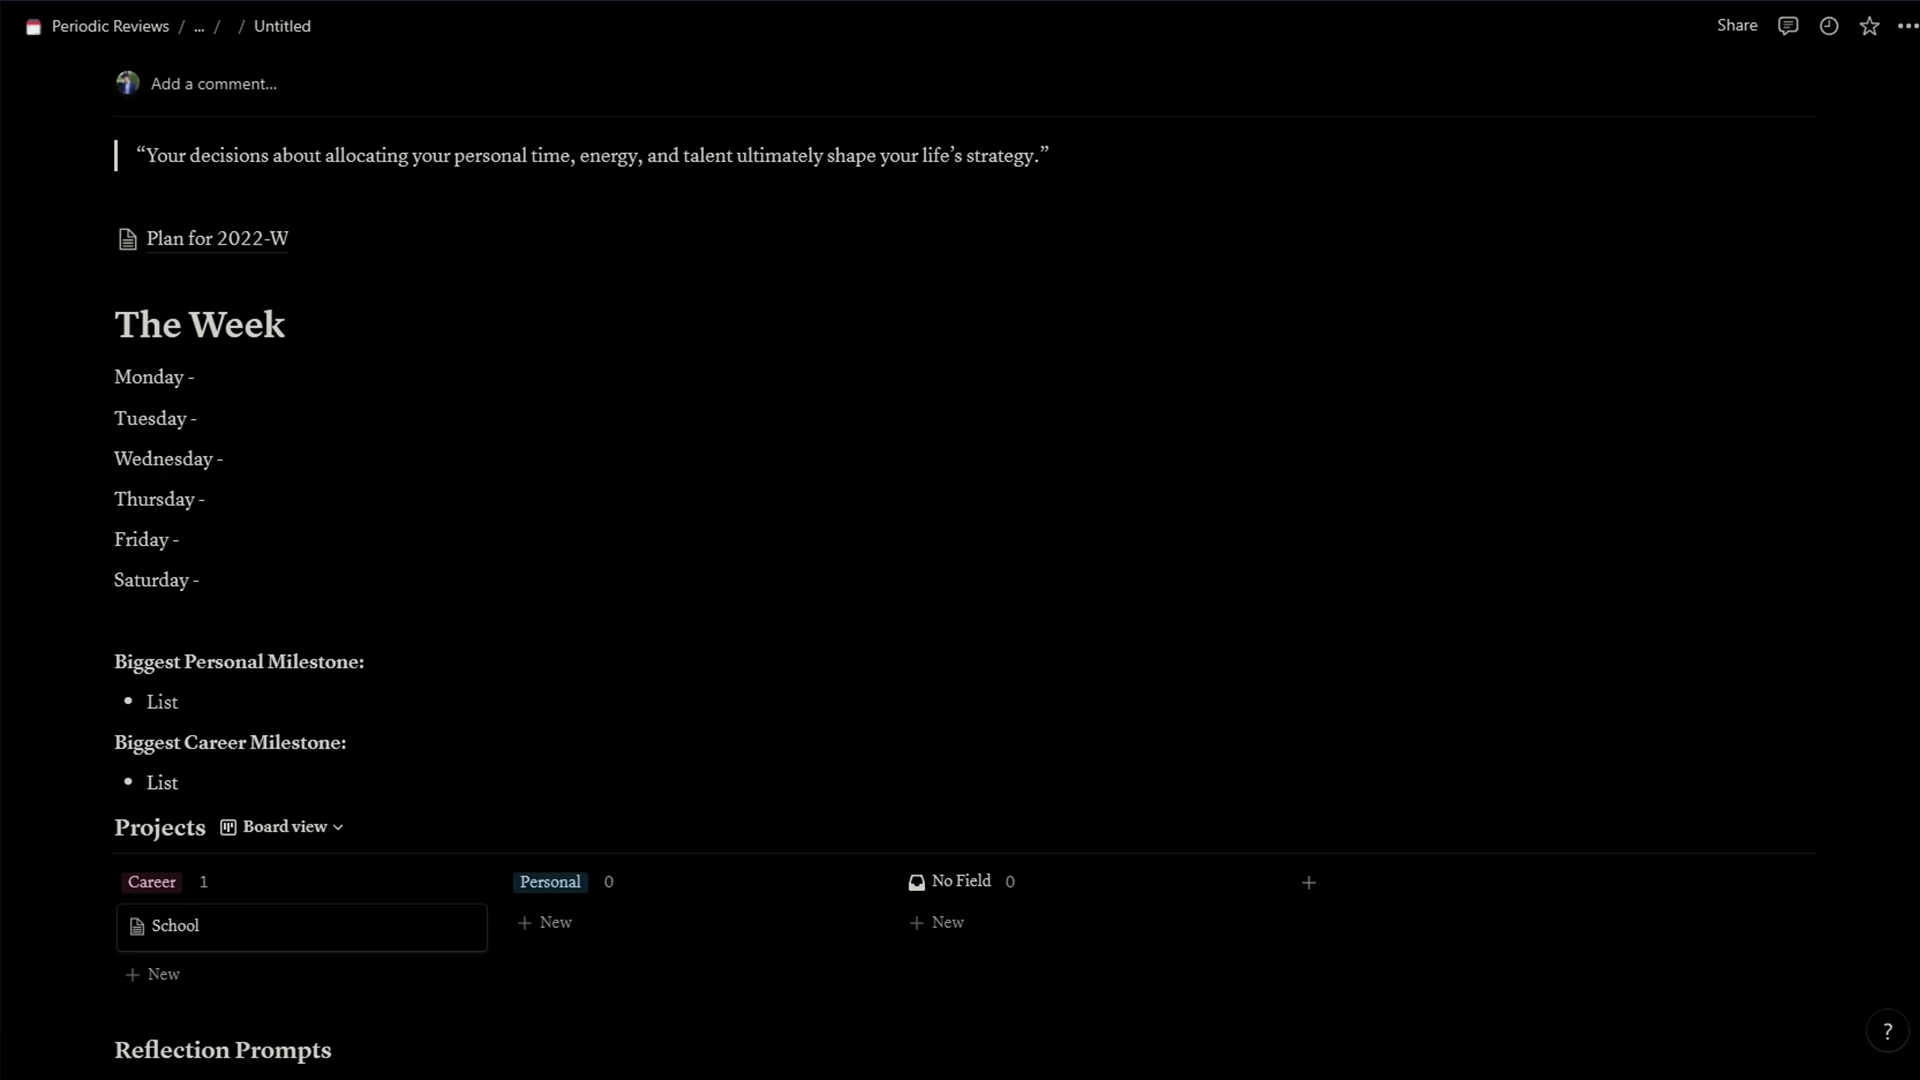 Periodic Reviews / ... / / Untitled
Share
Add a comment...
“Your decisions about allocating your personal time, energy, and talent ultimately shape your life’s strategy.”
Plan for 2022-W
The Week
Monday -
Tuesday -
Wednesday -
Thursday -
Friday -
Saturday -
Biggest Personal Milestone:
• List
Biggest Career Milestone:
• List
Projects Board view
Career 1 Personal 0 No Field 0 +
School
+ New + New
+ New
Reflection Prompts
?